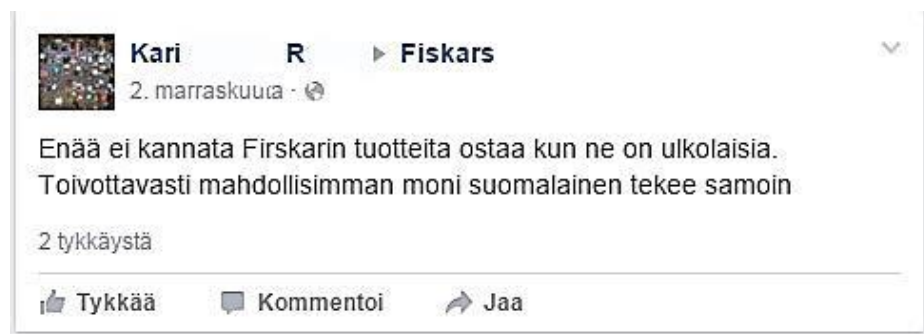 Kari R ▸ Fiskars
2. marraskuuta ·
Enää ei kannata Firskarin tuotteita ostaa kun ne on ulkolaisia.
Toivottavasti mahdollisimman moni suomalainen tekee samoin
2 tykkäystä
Tykkää Kommentoi Jaa